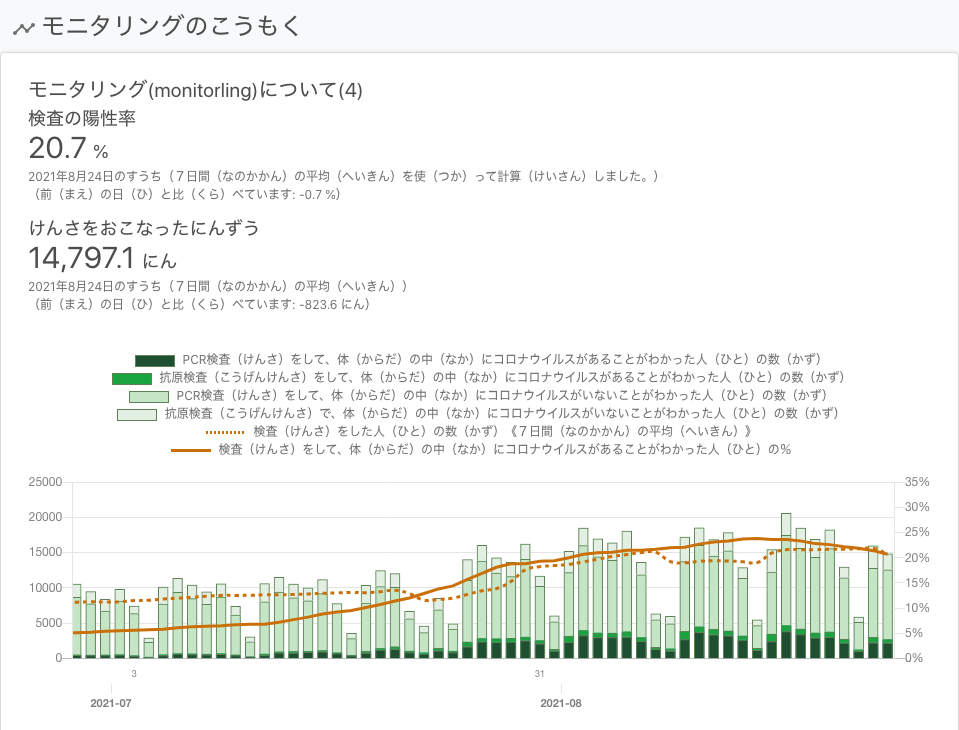 モニタリングのこうもく
モニタリング(monitorling)について(4)
検査の陽性率
20.7 %
2021年8月24日のすうち（７日間（なのかかん）の平均（へいきん）を使（つか）って計算（けいさん）しました。）
（前（まえ）の日（ひ）と比（くら）べています: -0.7 %）
けんさをおこなったにんずう
14,797.1 にん
2021年8月24日のすうち（７日間（なのかかん）の平均（へいきん））
（前（まえ）の日（ひ）と比（くら）べています: -823.6 にん）
PCR検査（けんさ）をして、体（からだ）の中（なか）にコロナウイルスがあることがわかった人（ひと）の数（かず）
抗原検査（こうげんけんさ）をして、体（からだ）の中（なか）にコロナウイルスがあることがわかった人（ひと）の数（かず）
PCR検査（けんさ）をして、体（からだ）の中（なか）にコロナウイルスがいないことがわかった人（ひと）の数（かず）
抗原検査（こうげんけんさ）で、体（からだ）の中（なか）にコロナウイルスがいないことがわかった人（ひと）の数（かず）
検査（けんさ）をした人（ひと）の数（かず）《７日間（なのかかん）の平均（へいきん）》
検査（けんさ）をして、体（からだ）の中（なか）にコロナウイルスがあることがわかった人（ひと）の%
25000 35%
20000 30%
25%
15000 20%
10000 15%
10%
5000 5%
0 0%
3 31
2021-07 2021-08